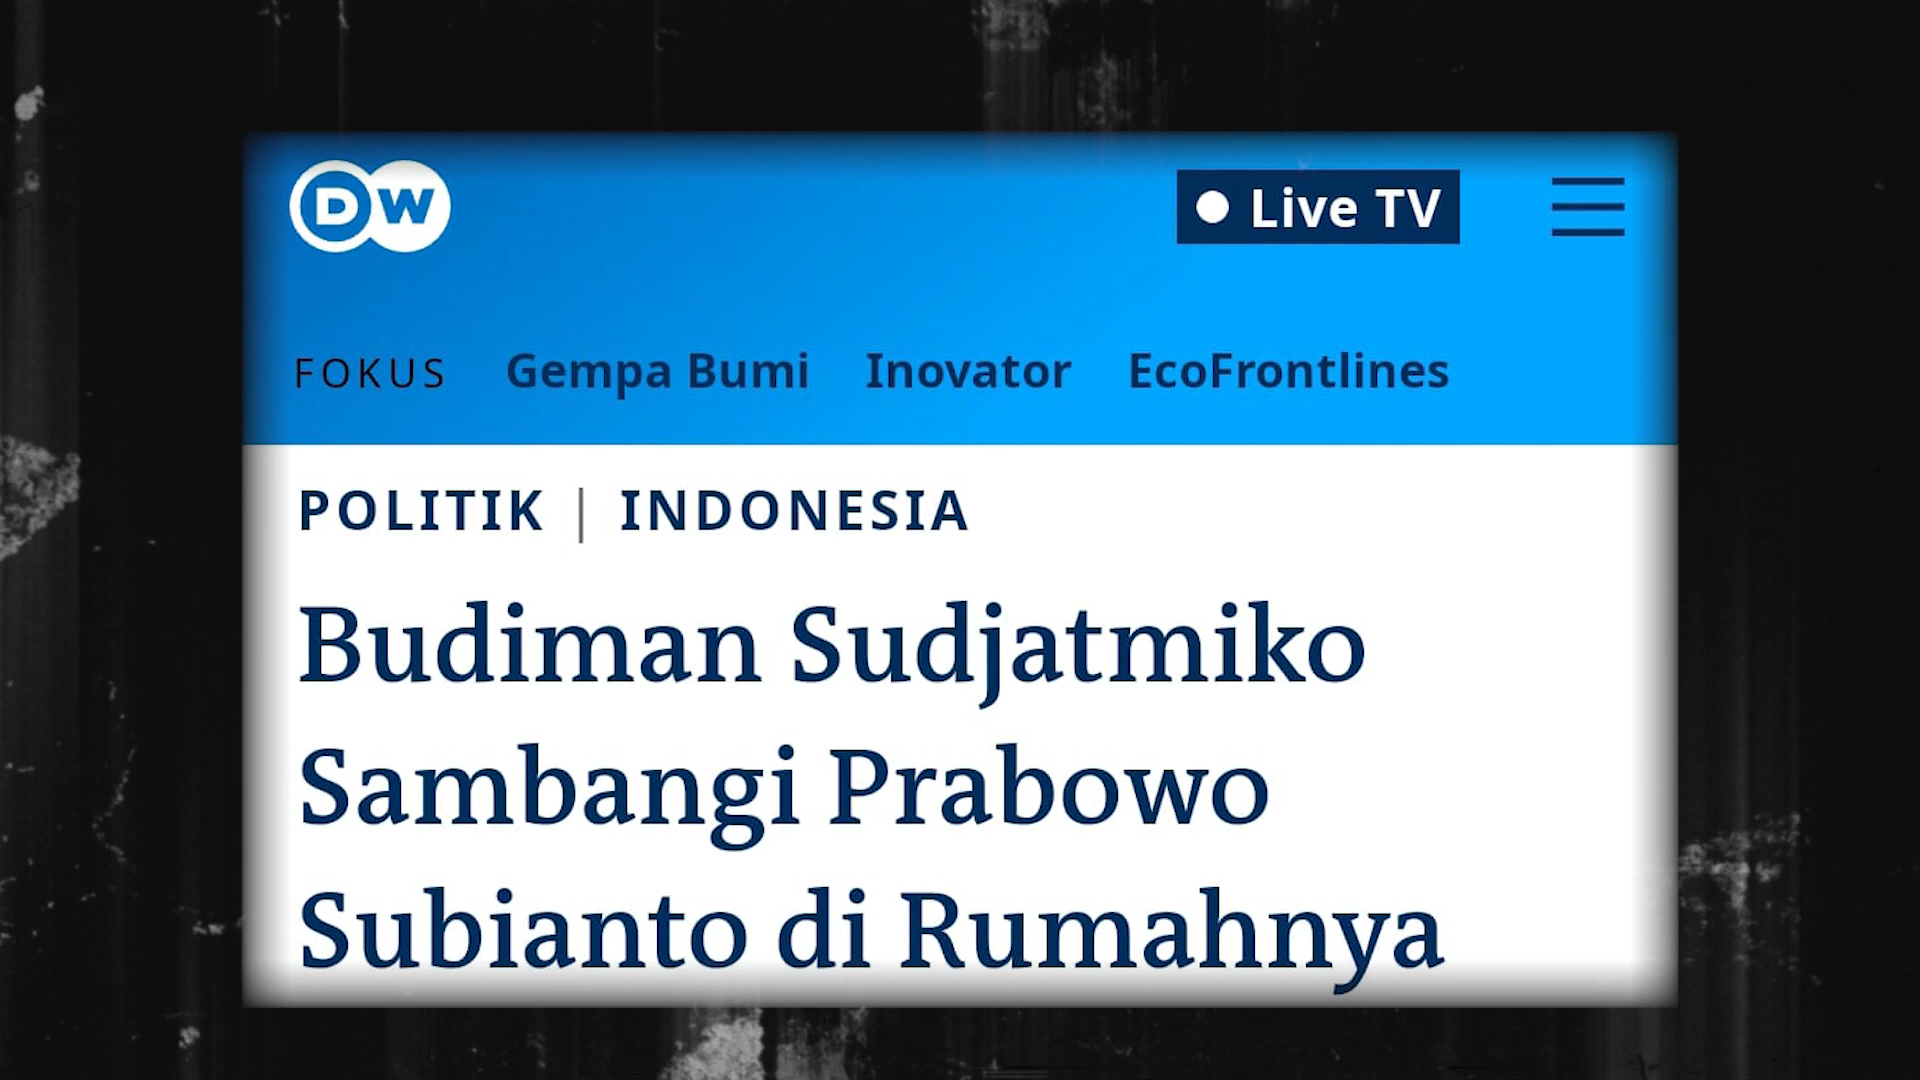 DW
Live TV
FOKUS Gempa Bumi Inovator EcoFrontlines
POLITIK | INDONESIA
Budiman Sudjatmiko
Sambangi Prabowo
Subianto di Rumahnya